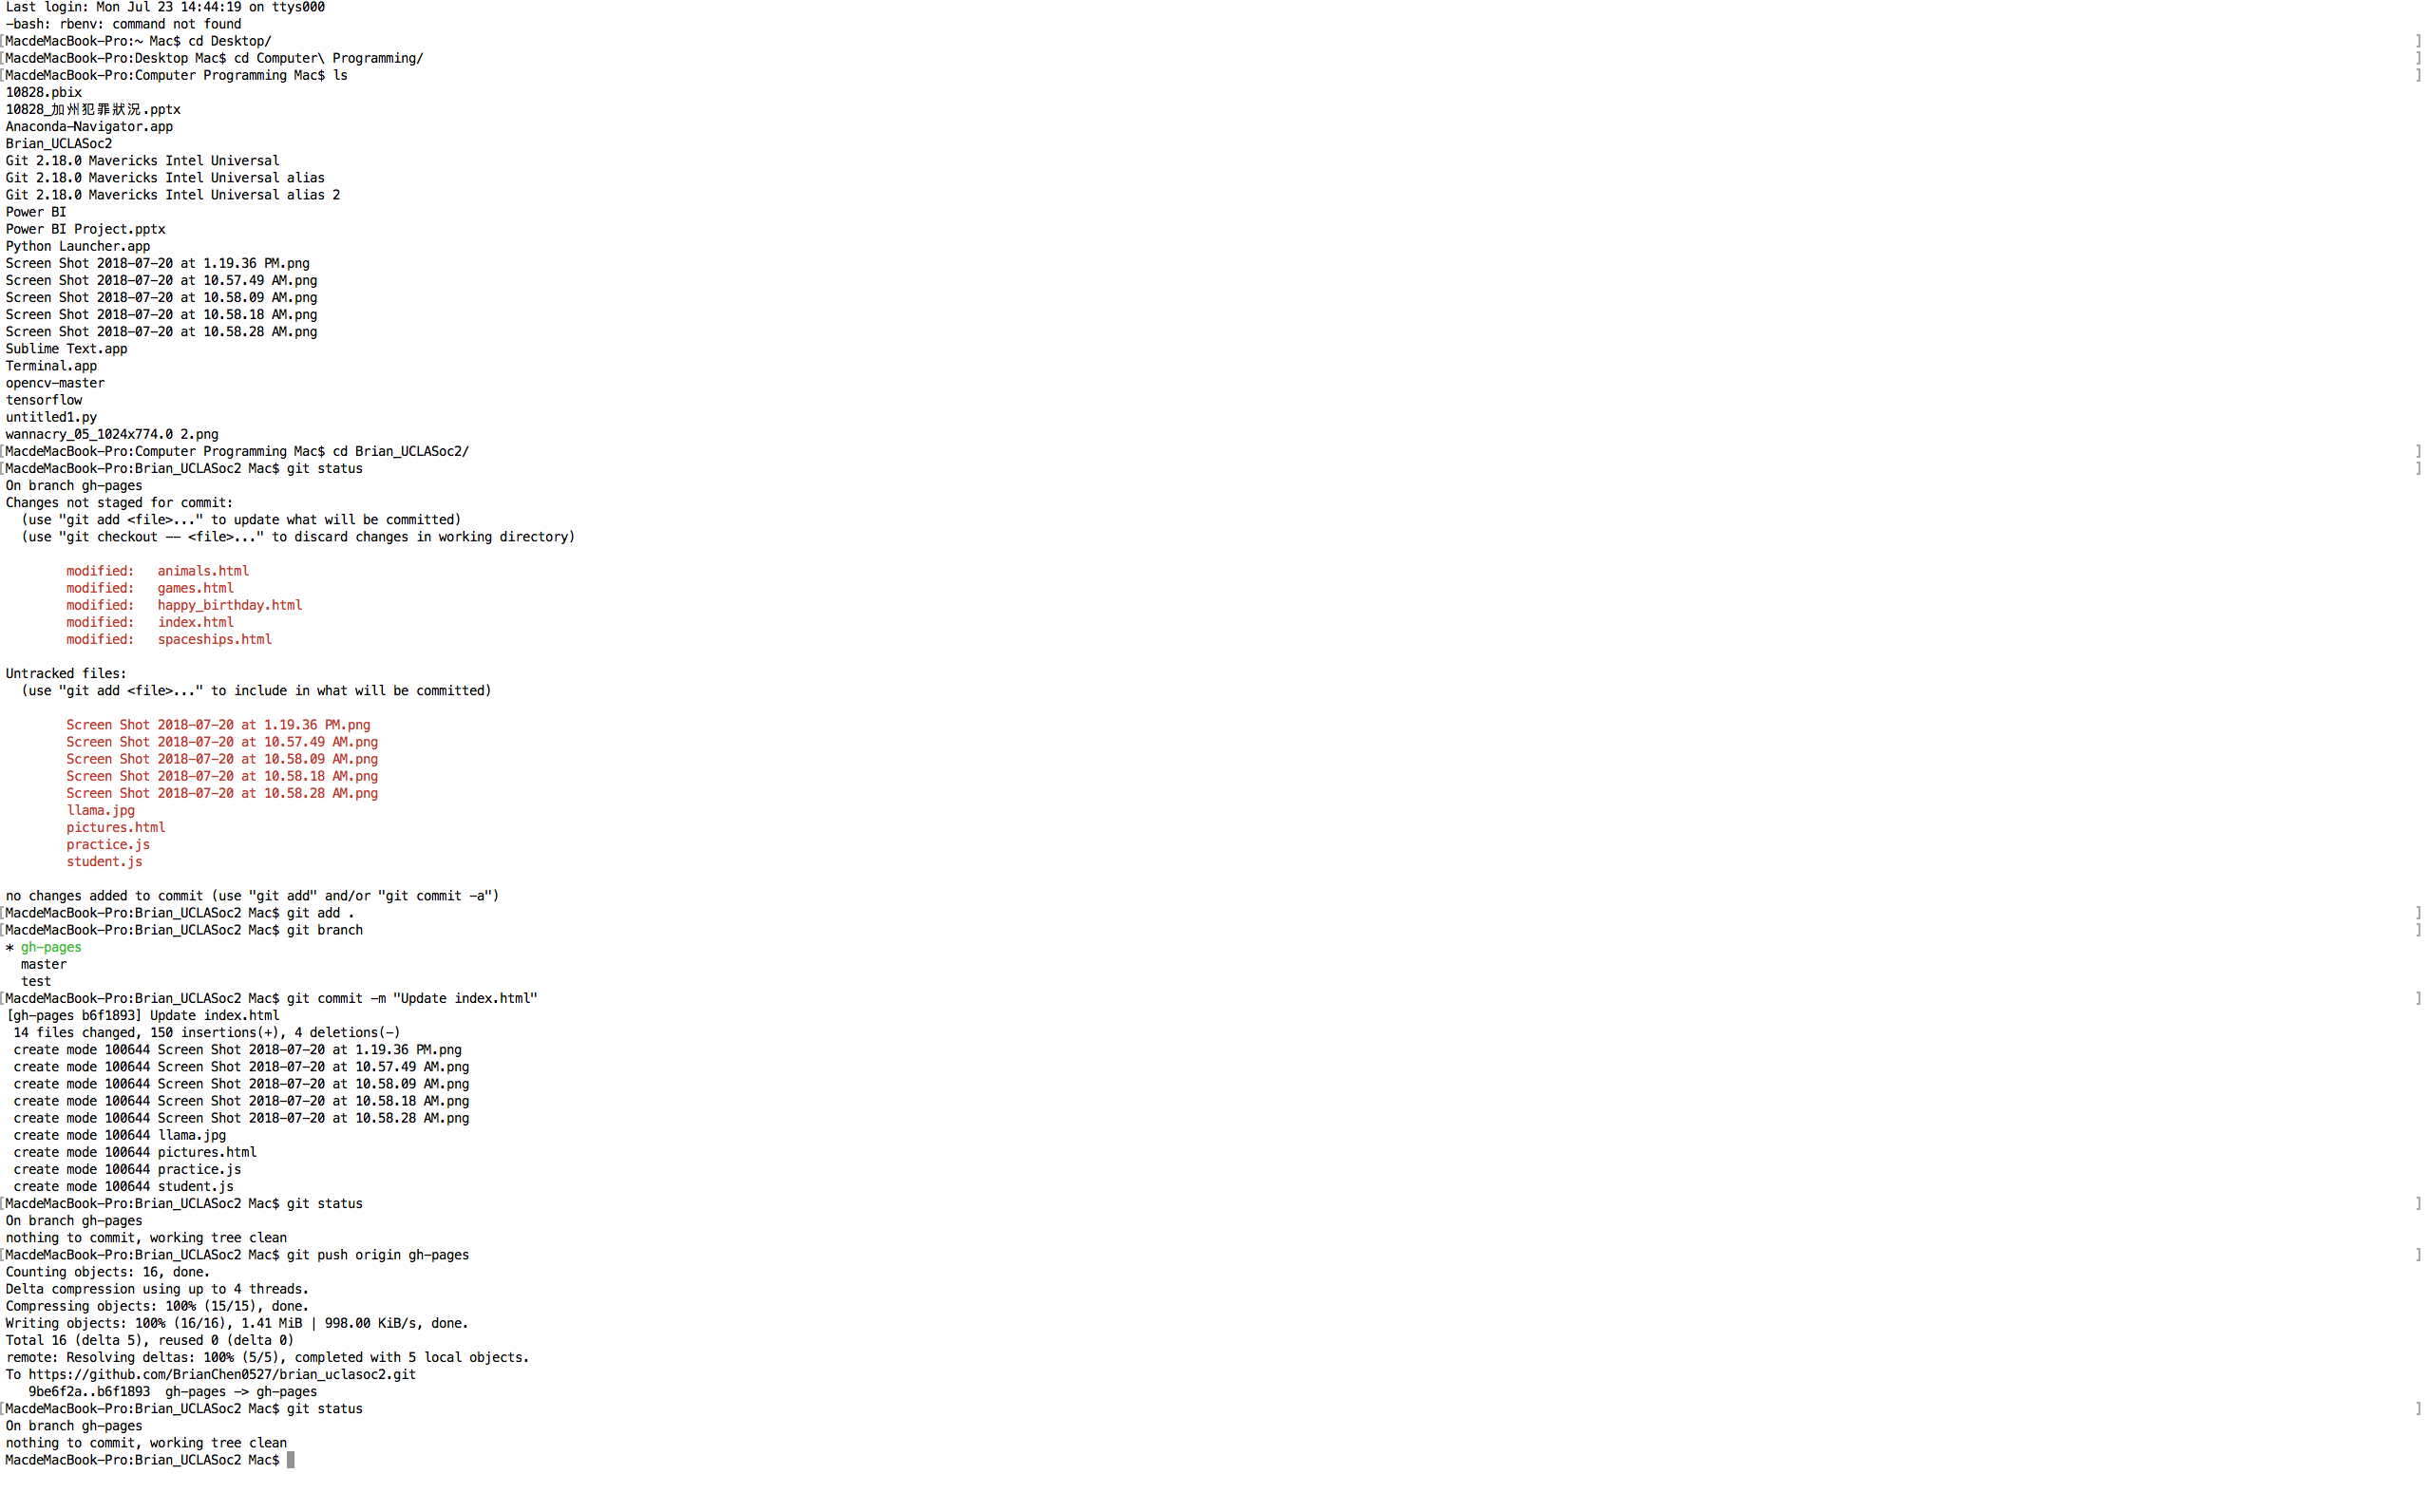 Last login: Mon Jul 23 14:44:19 on ttys000
-bash: rbenv: command not found
[MacdeMacBook-Pro:~ Mac$ cd Desktop/ ]
[MacdeMacBook-Pro:Desktop Mac$ cd Computer\ Programming/ ]
[MacdeMacBook-Pro:Computer Programming Mac$ ls ]
10828.pbix
10828_加州犯罪狀況.pptx
Anaconda-Navigator.app
Brian_UCLASoc2
Git 2.18.0 Mavericks Intel Universal
Git 2.18.0 Mavericks Intel Universal alias
Git 2.18.0 Mavericks Intel Universal alias 2
Power BI
Power BI Project.pptx
Python Launcher.app
Screen Shot 2018-07-20 at 1.19.36 PM.png
Screen Shot 2018-07-20 at 10.57.49 AM.png
Screen Shot 2018-07-20 at 10.58.09 AM.png
Screen Shot 2018-07-20 at 10.58.18 AM.png
Screen Shot 2018-07-20 at 10.58.28 AM.png
Sublime Text.app
Terminal.app
opencv-master
tensorflow
untitled1.py
wannacry_05_1024x774.0 2.png
[MacdeMacBook-Pro:Computer Programming Mac$ cd Brian_UCLASoc2/ ]
[MacdeMacBook-Pro:Brian_UCLASoc2 Mac$ git status ]
On branch gh-pages
Changes not staged for commit:
  (use "git add <file>..." to update what will be committed)
  (use "git checkout -- <file>..." to discard changes in working directory)
modified:   animals.html
modified:   games.html
modified:   happy_birthday.html
modified:   index.html
modified:   spaceships.html
Untracked files:
  (use "git add <file>..." to include in what will be committed)
Screen Shot 2018-07-20 at 1.19.36 PM.png
Screen Shot 2018-07-20 at 10.57.49 AM.png
Screen Shot 2018-07-20 at 10.58.09 AM.png
Screen Shot 2018-07-20 at 10.58.18 AM.png
Screen Shot 2018-07-20 at 10.58.28 AM.png
llama.jpg
pictures.html
practice.js
student.js
no changes added to commit (use "git add" and/or "git commit -a")
[MacdeMacBook-Pro:Brian_UCLASoc2 Mac$ git add . ]
[MacdeMacBook-Pro:Brian_UCLASoc2 Mac$ git branch ]
* gh-pages
  master
  test
[MacdeMacBook-Pro:Brian_UCLASoc2 Mac$ git commit -m "Update index.html" ]
[gh-pages b6f1893] Update index.html
 14 files changed, 150 insertions(+), 4 deletions(-)
 create mode 100644 Screen Shot 2018-07-20 at 1.19.36 PM.png
 create mode 100644 Screen Shot 2018-07-20 at 10.57.49 AM.png
 create mode 100644 Screen Shot 2018-07-20 at 10.58.09 AM.png
 create mode 100644 Screen Shot 2018-07-20 at 10.58.18 AM.png
 create mode 100644 Screen Shot 2018-07-20 at 10.58.28 AM.png
 create mode 100644 llama.jpg
 create mode 100644 pictures.html
 create mode 100644 practice.js
 create mode 100644 student.js
[MacdeMacBook-Pro:Brian_UCLASoc2 Mac$ git status ]
On branch gh-pages
nothing to commit, working tree clean
[MacdeMacBook-Pro:Brian_UCLASoc2 Mac$ git push origin gh-pages ]
Counting objects: 16, done.
Delta compression using up to 4 threads.
Compressing objects: 100% (15/15), done.
Writing objects: 100% (16/16), 1.41 MiB | 998.00 KiB/s, done.
Total 16 (delta 5), reused 0 (delta 0)
remote: Resolving deltas: 100% (5/5), completed with 5 local objects.
To https://github.com/BrianChen0527/brian_uclasoc2.git
   9be6f2a..b6f1893  gh-pages -> gh-pages
[MacdeMacBook-Pro:Brian_UCLASoc2 Mac$ git status ]
On branch gh-pages
nothing to commit, working tree clean
MacdeMacBook-Pro:Brian_UCLASoc2 Mac$